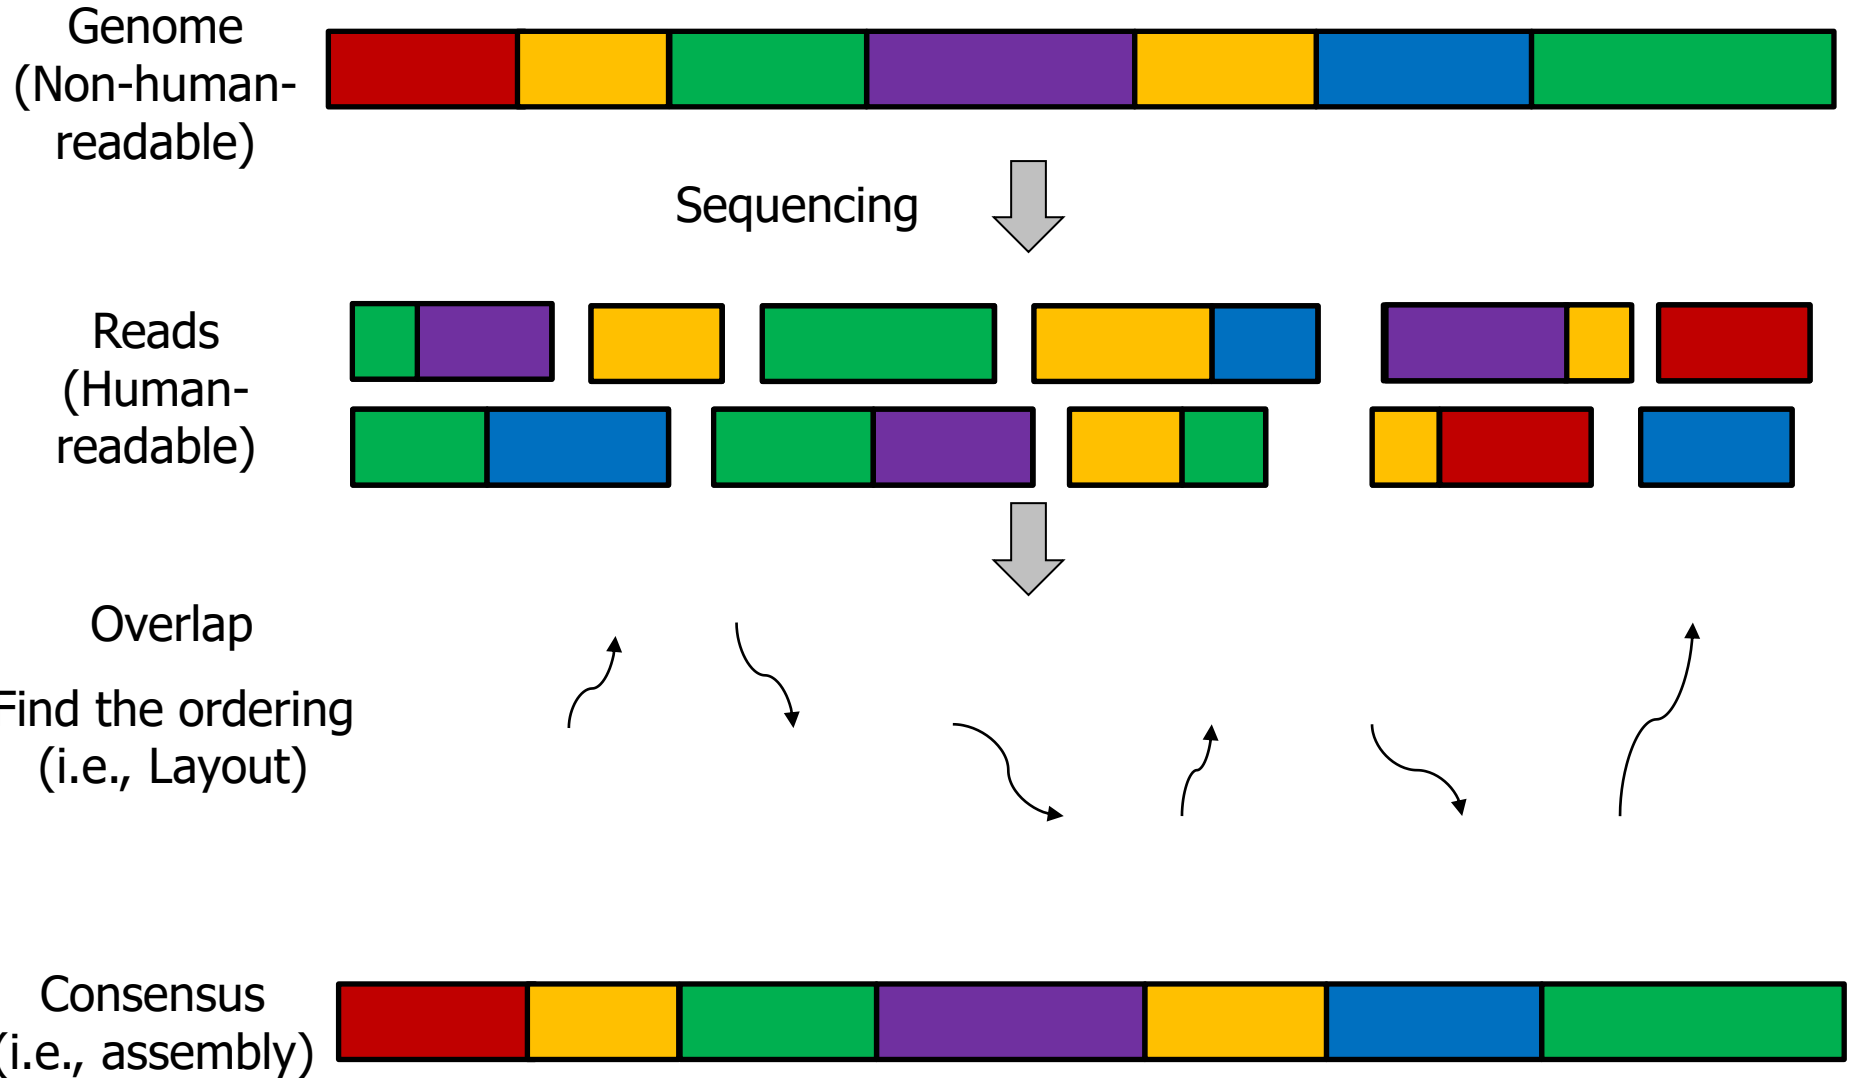 Genome
(Non-human-
readable)
Sequencing
Reads
(Human-
readable)
Overlap
Find the ordering
(i.e., Layout)
Consensus
(i.e., assembly)